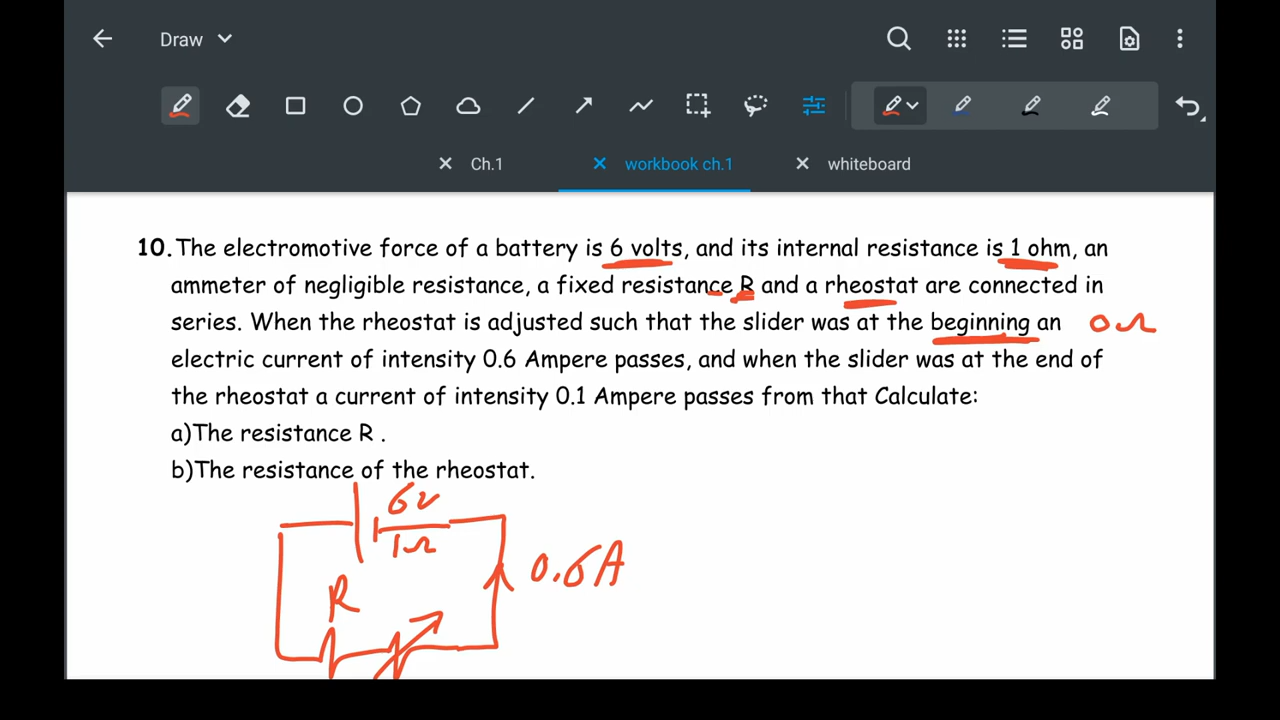 Draw
Ch.1
workbook ch.1
whiteboard
10. The electromotive force of a battery is 6 volts, and its internal resistance is 1 ohm, an
ammeter of negligible resistance, a fixed resistance R and a rheostat are connected in
series. When the rheostat is adjusted such that the slider was at the beginning an 0Ω
electric current of intensity 0.6 Ampere passes, and when the slider was at the end of
the rheostat a current of intensity 0.1 Ampere passes from that Calculate:
a)The resistance R .
b)The resistance of the rheostat.
6v
1Ω
0.6A
R